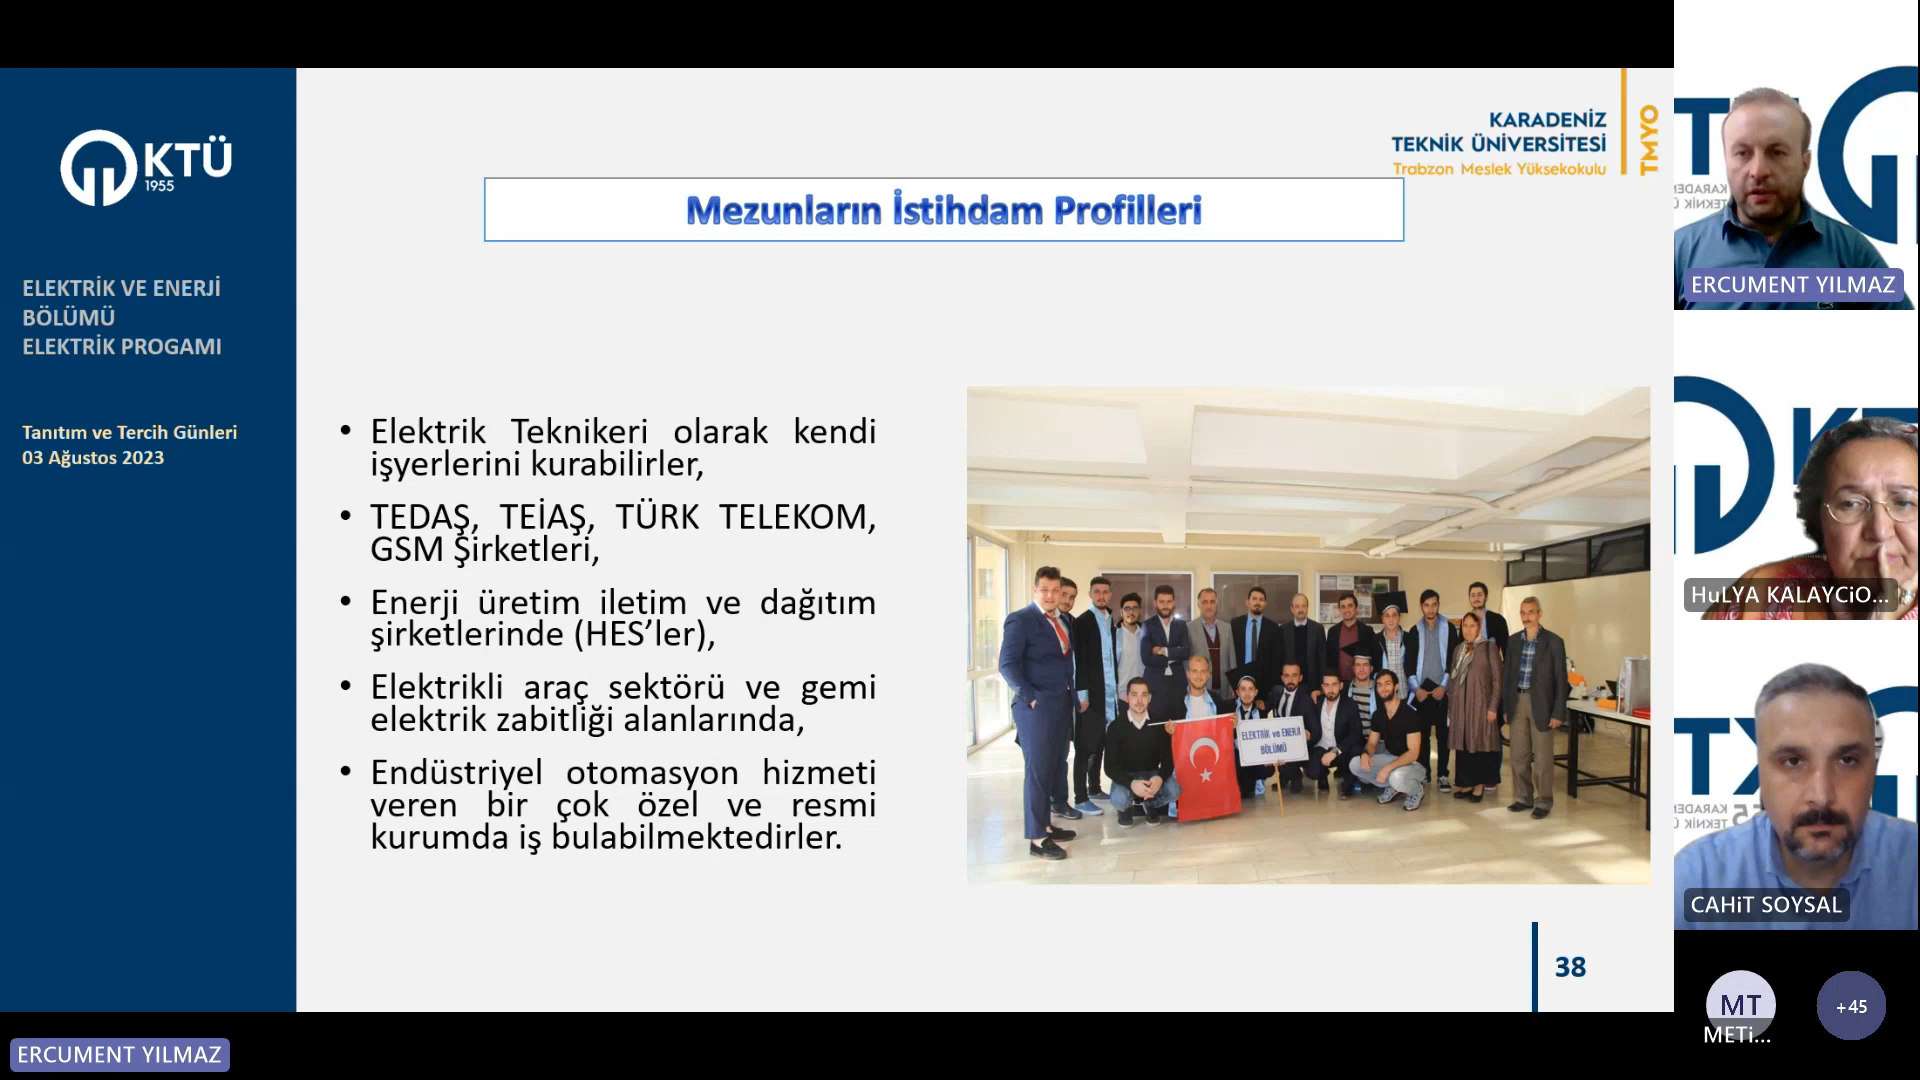 KTÜ
1955
ELEKTRİK VE ENERJİ
BÖLÜMÜ
ELEKTRİK PROGAMI
Tanıtım ve Tercih Günleri
03 Ağustos 2023
KARADENİZ
TEKNİK ÜNİVERSİTESİ
Trabzon Meslek Yüksekokulu
TMYO
Mezunların İstihdam Profilleri
• Elektrik Teknikeri olarak kendi
işyerlerini kurabilirler,
• TEDAŞ, TEİAŞ, TÜRK TELEKOM,
GSM Şirketleri,
• Enerji üretim iletim ve dağıtım
şirketlerinde (HES’ler),
• Elektrikli araç sektörü ve gemi
elektrik zabitliği alanlarında,
• Endüstriyel otomasyon hizmeti
veren bir çok özel ve resmi
kurumda iş bulabilmektedirler.
ELEKTRİK ve ENERJİ
BÖLÜMÜ
38
ERCUMENT YILMAZ
HuLYA KALAYCiO...
CAHiT SOYSAL
MT
METi...
+45
ERCUMENT YILMAZ